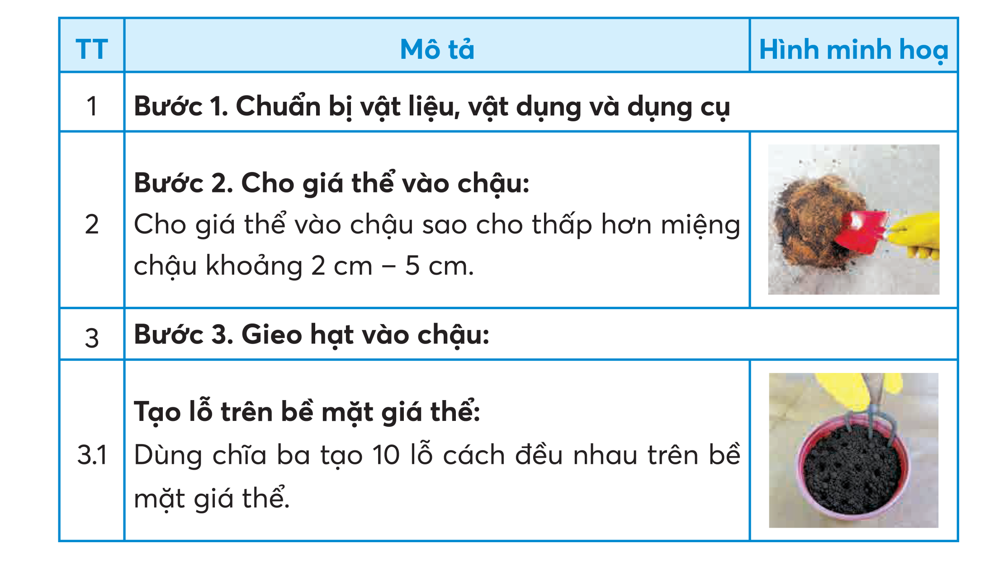 TT Mô tả Hình minh hoạ
1 Bước 1. Chuẩn bị vật liệu, vật dụng và dụng cụ
Bước 2. Cho giá thể vào chậu:
2 Cho giá thể vào chậu sao cho thấp hơn miệng
chậu khoảng 2 cm – 5 cm.
3 Bước 3. Gieo hạt vào chậu:
Tạo lỗ trên bề mặt giá thể:
3.1 Dùng chĩa ba tạo 10 lỗ cách đều nhau trên bề
mặt giá thể.